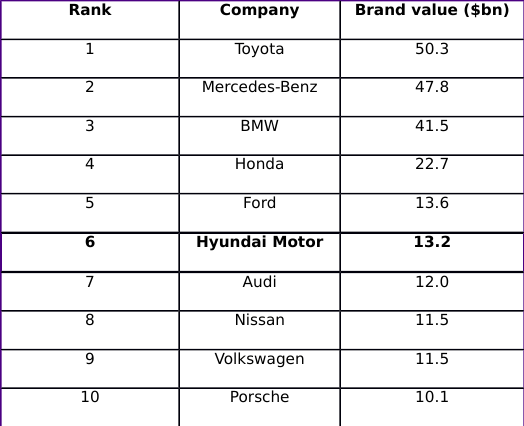 Rank Company Brand value ($bn)
1 Toyota 50.3
2 Mercedes-Benz 47.8
3 BMW 41.5
4 Honda 22.7
5 Ford 13.6
6 Hyundai Motor 13.2
7 Audi 12.0
8 Nissan 11.5
9 Volkswagen 11.5
10 Porsche 10.1